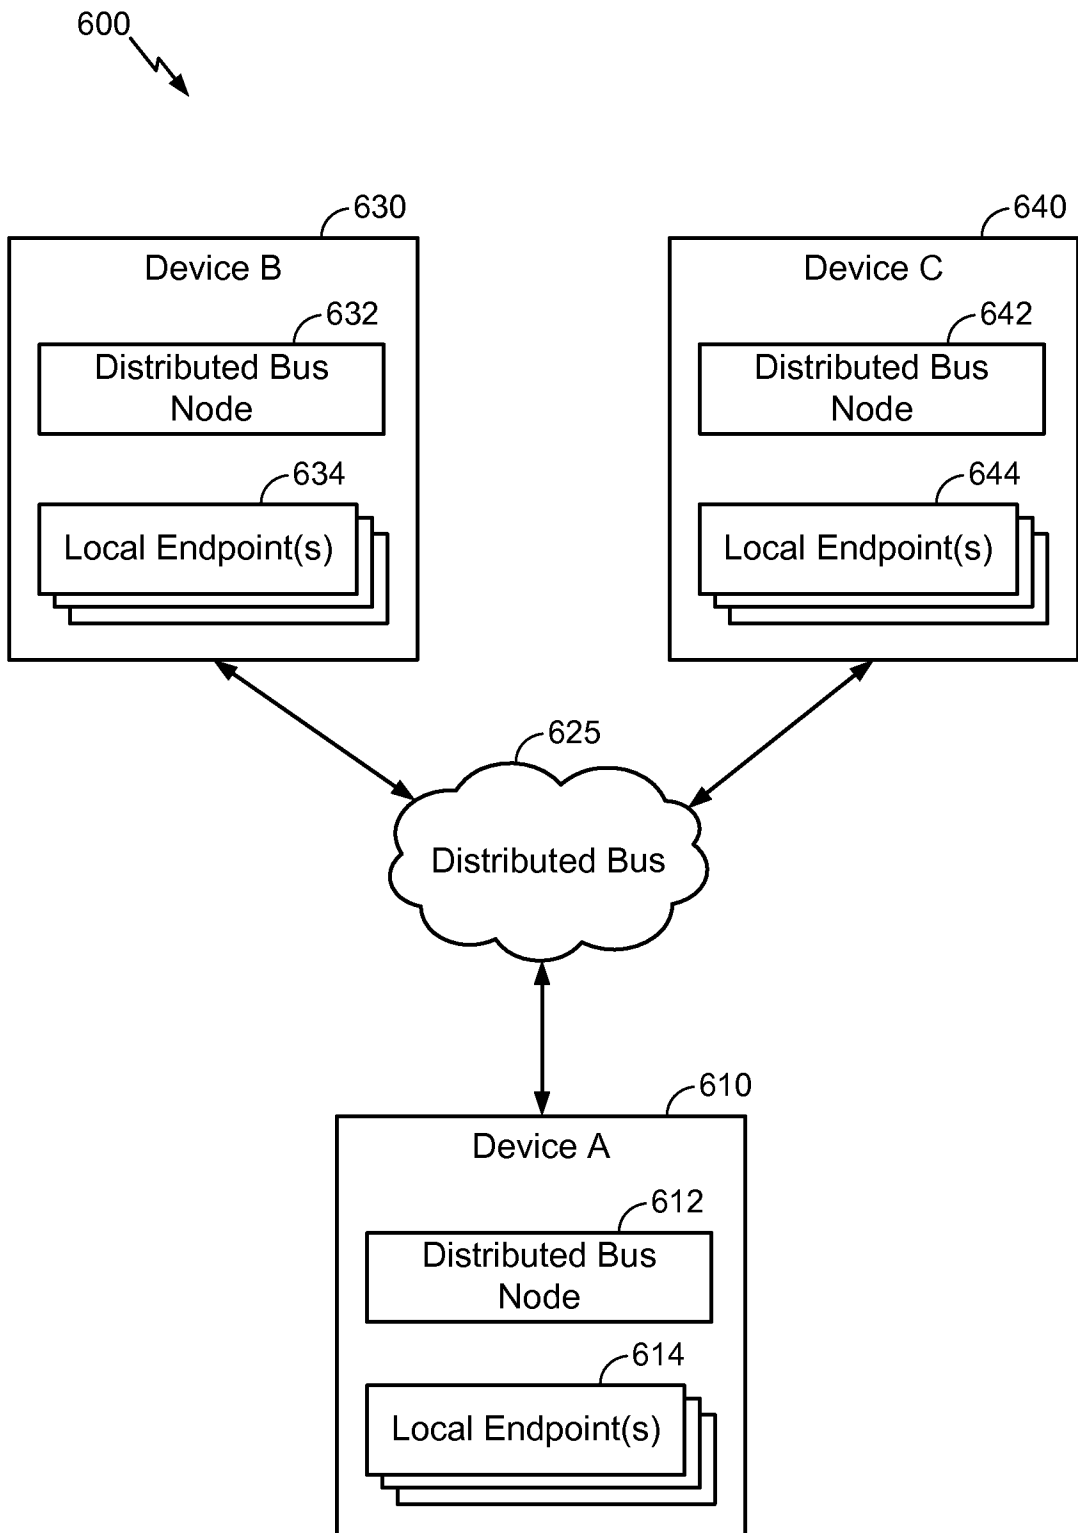 600
630
Device B
632
Distributed Bus
Node
634
Local Endpoint(s)
640
Device C
642
Distributed Bus
Node
644
Local Endpoint(s)
625
Distributed Bus
610
Device A
612
Distributed Bus
Node
614
Local Endpoint(s)